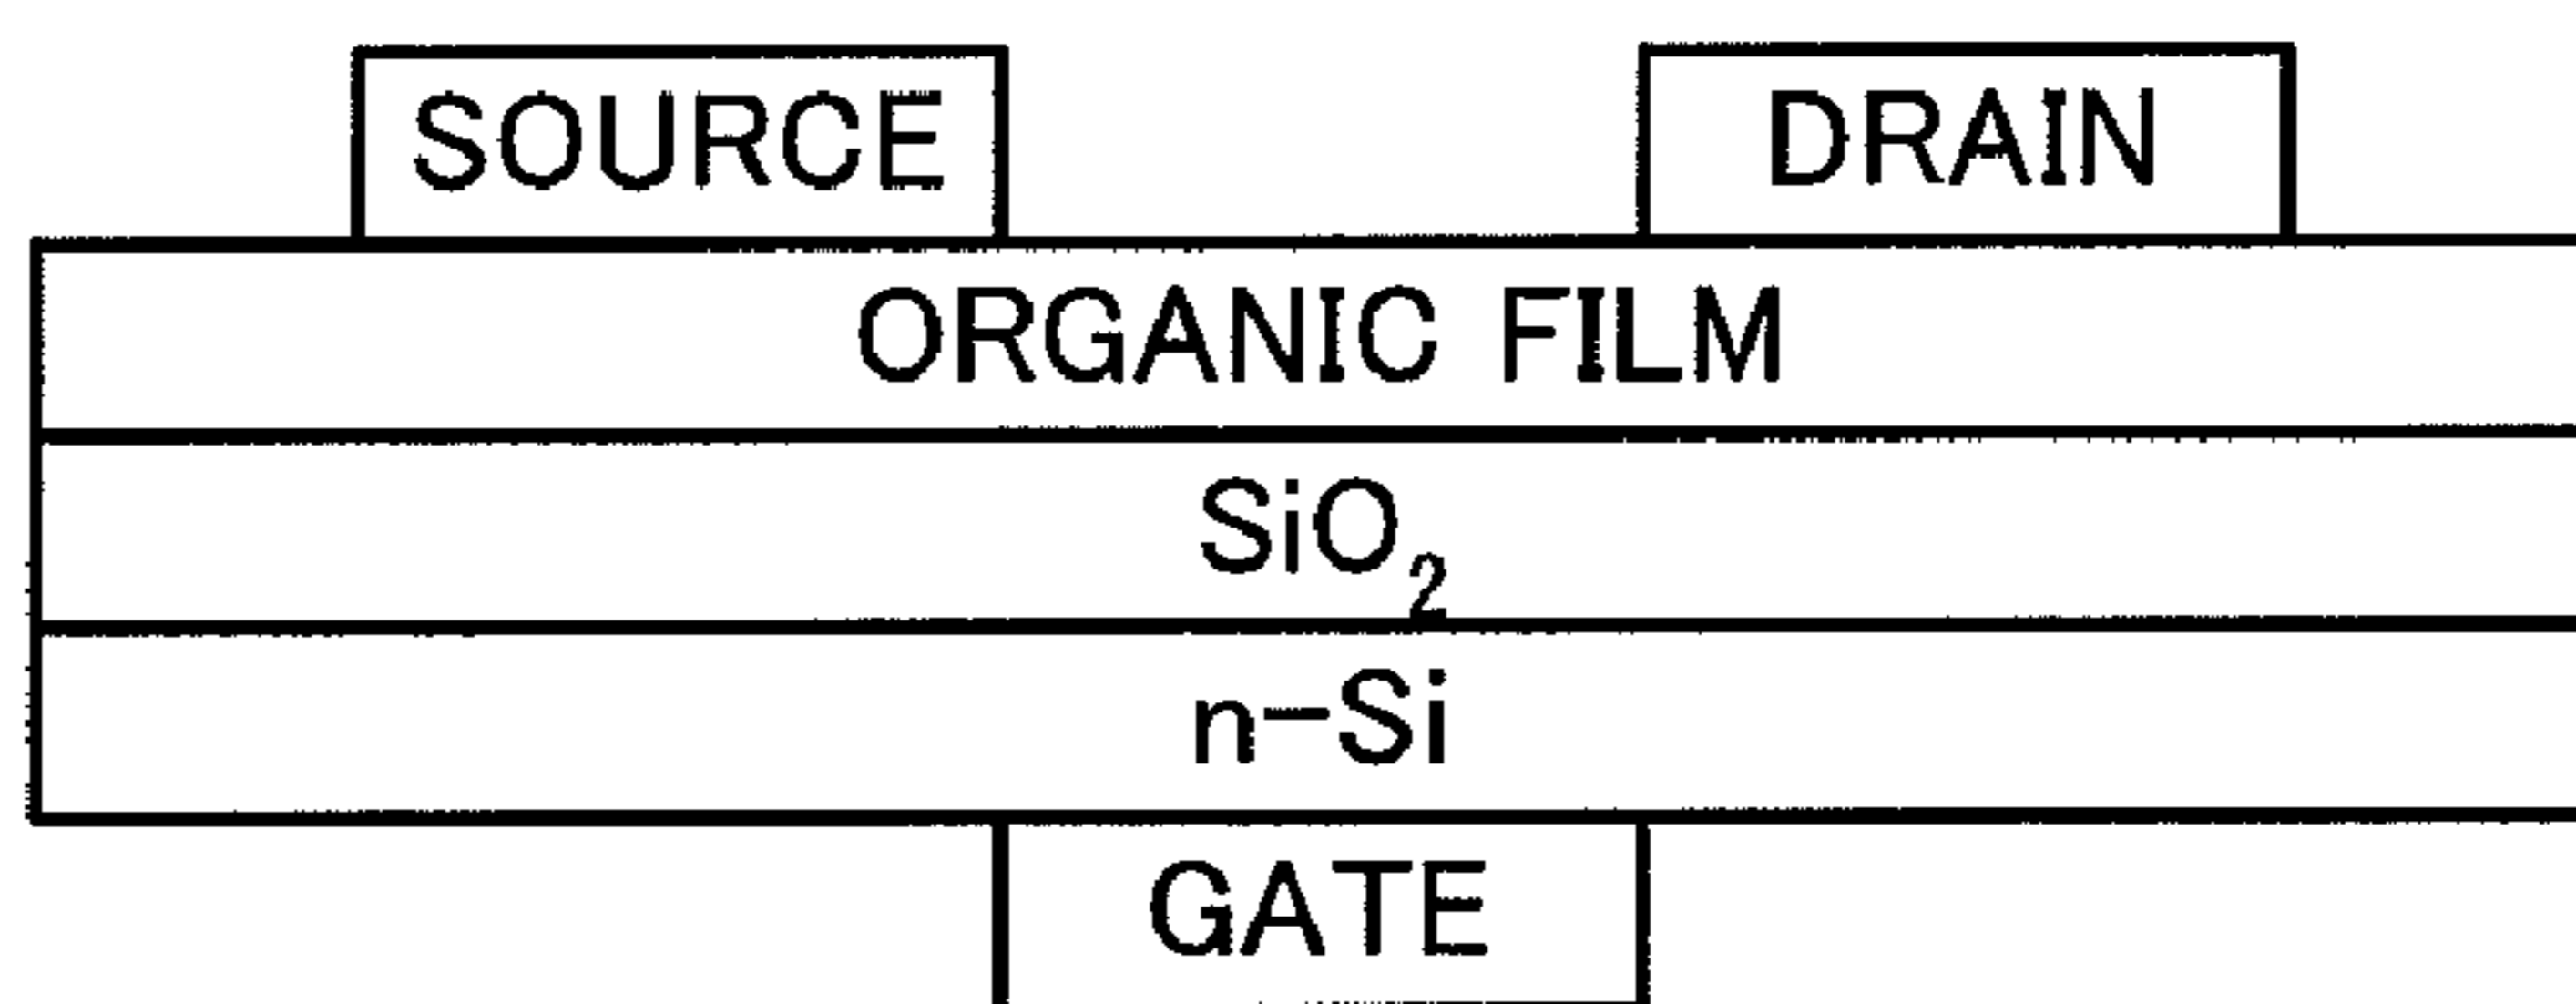 SOURCE DRAIN
ORGANIC FILM
SiO₂
n-Si
GATE